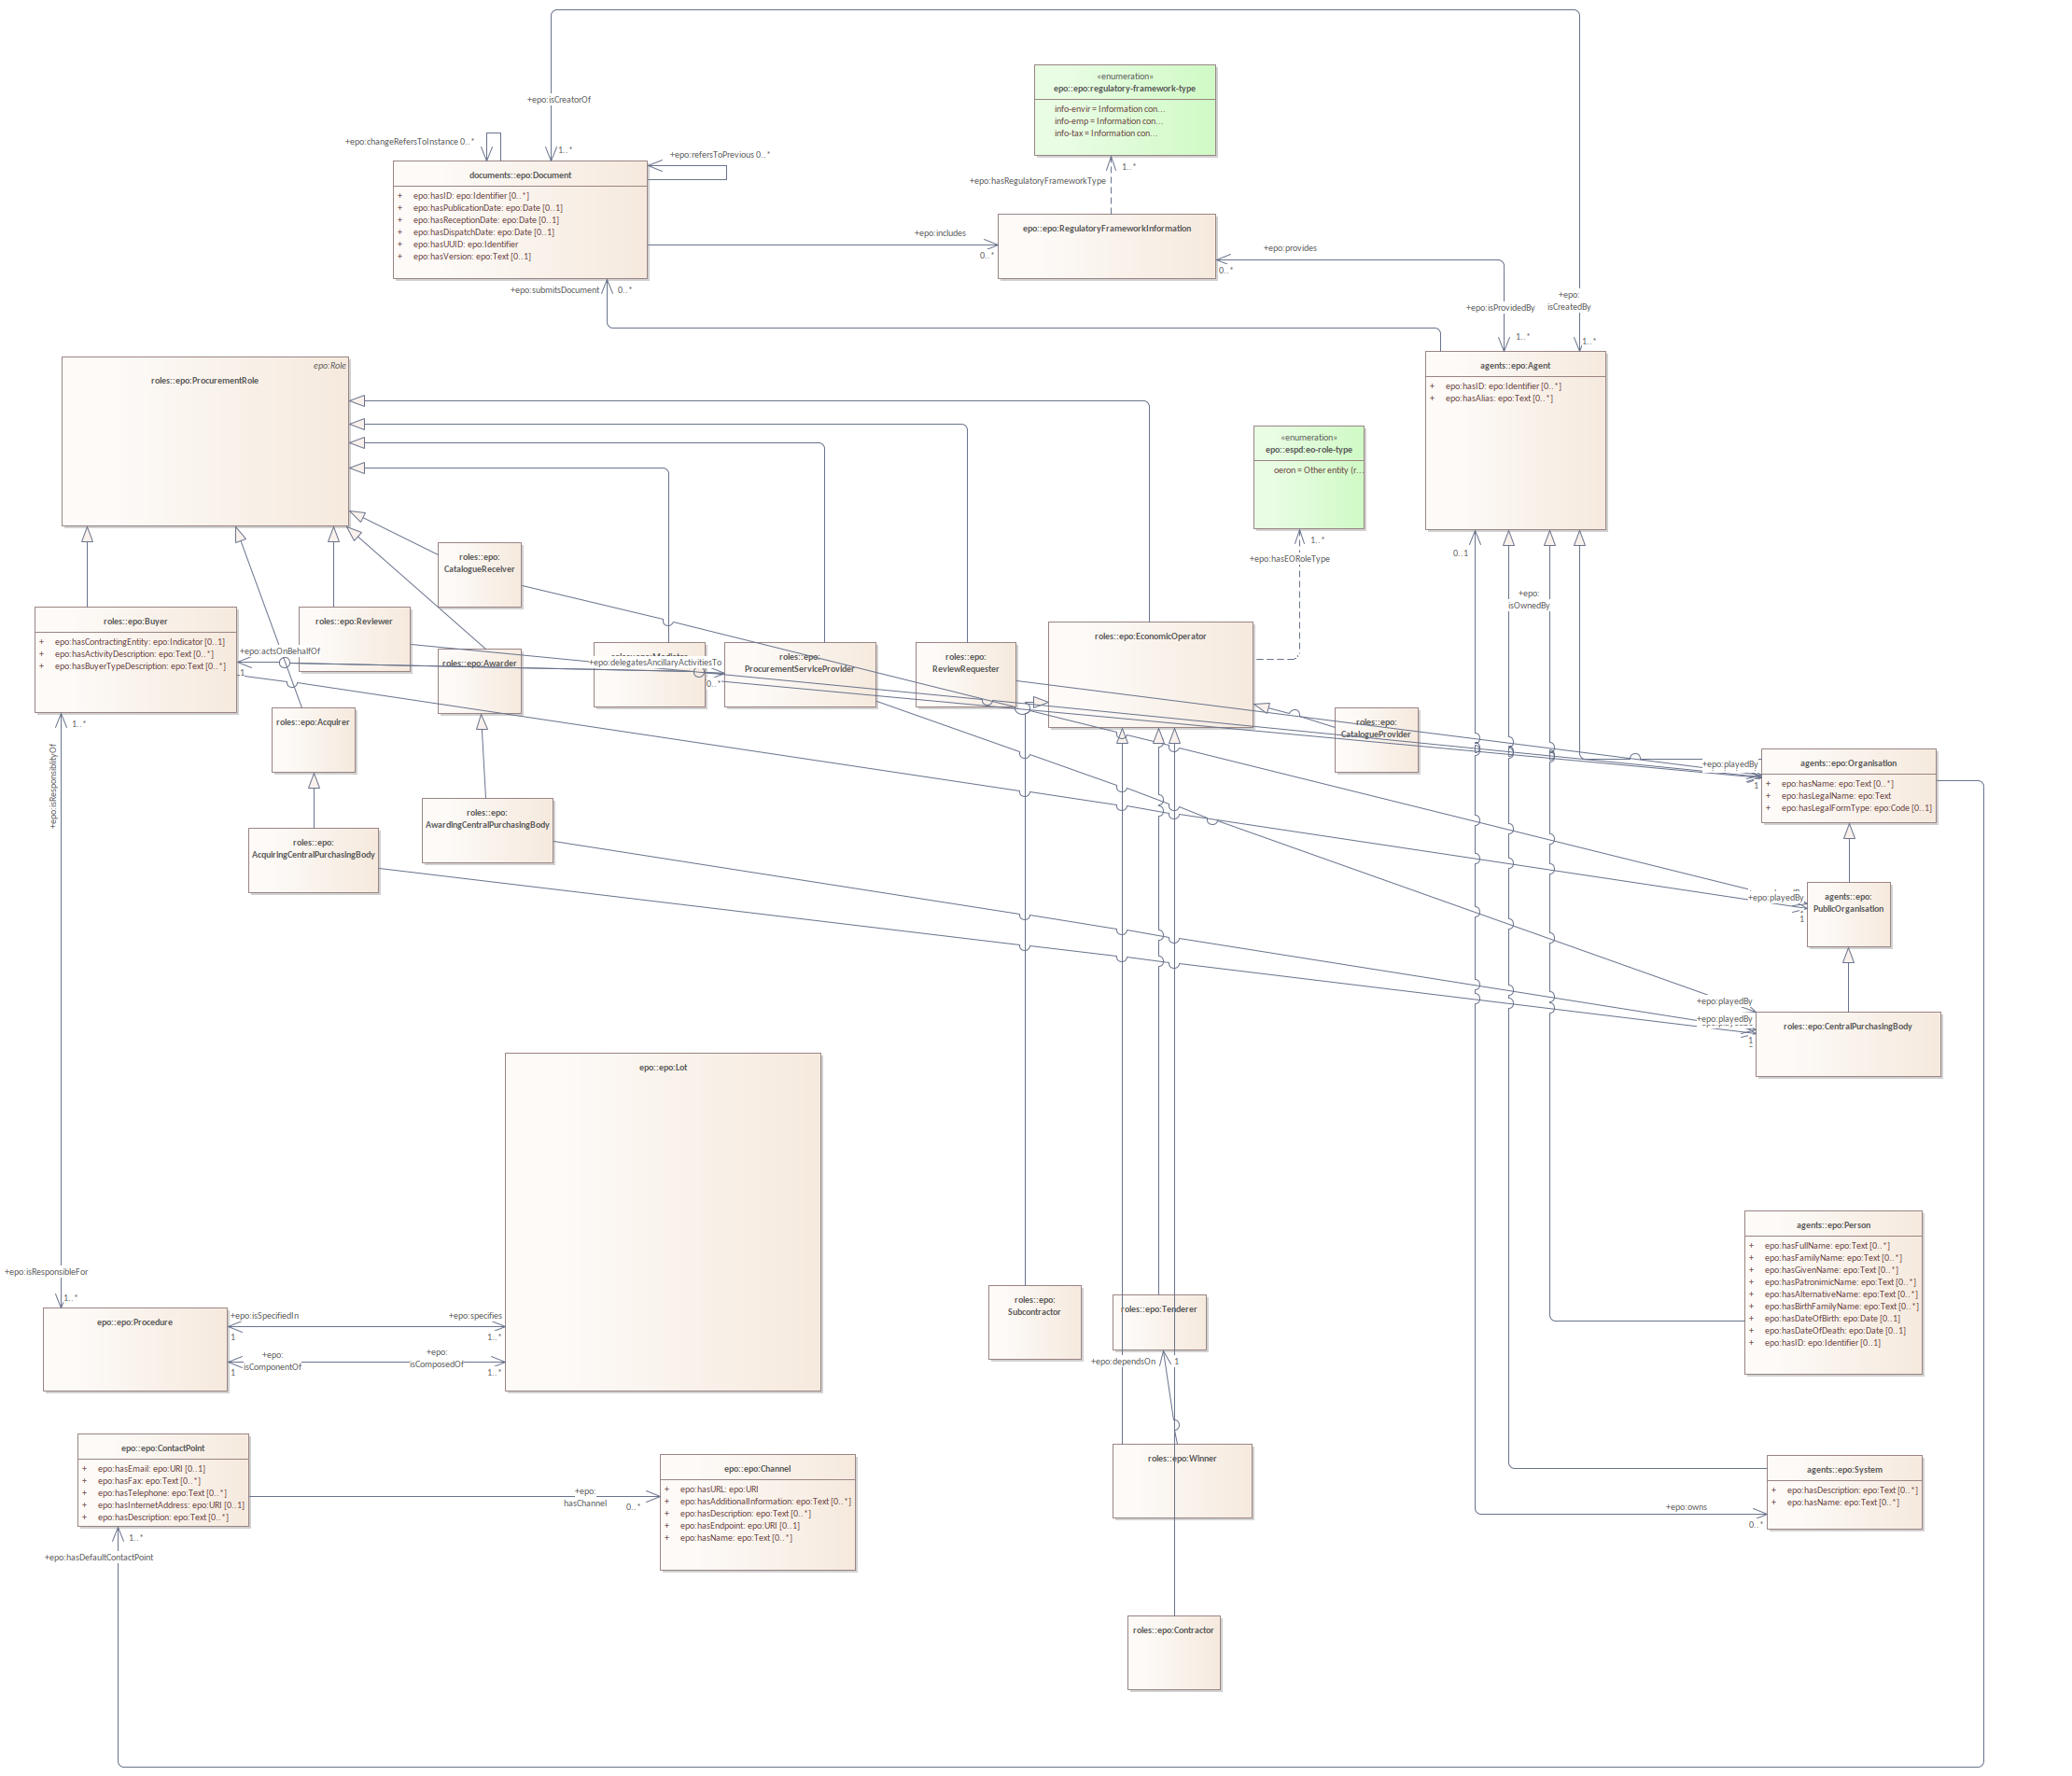 +epo:isCreatorOf
1..*
+epo:changeRefersToInstance 0..*
+epo:refersToPrevious 0..*
documents::epo:Document
+ epo:hasID: epo:Identifier [0..*]
+ epo:hasPublicationDate: epo:Date [0..1]
+ epo:hasReceptionDate: epo:Date [0..1]
+ epo:hasDispatchDate: epo:Date [0..1]
+ epo:hasUUID: epo:Identifier
+ epo:hasVersion: epo:Text [0..1]
+epo:submitsDocument
0..*
«enumeration»
epo::epo:regulatory-framework-type
info-envir = Information con...
info-emp = Information con...
info-tax = Information con...
1..*
+epo:hasRegulatoryFrameworkType
epo::epo:RegulatoryFrameworkInformation
+epo:includes
0..*
+epo:provides
0..*
+epo:isProvidedBy
1..*
+epo:
isCreatedBy
1..*
agents::epo:Agent
+ epo:hasID: epo:Identifier [0..*]
+ epo:hasAlias: epo:Text [0..*]
0..1
+epo:
isOwnedBy
epo:Role
roles::epo:ProcurementRole
«enumeration»
epo::espd:eo-role-type
oeron = Other entity (r...
1..*
+epo:hasEORoleType
roles::epo:
CatalogueReceiver
roles::epo:Buyer
+ epo:hasContractingEntity: epo:Indicator [0..1]
+ epo:hasActivityDescription: epo:Text [0..*]
+ epo:hasBuyerTypeDescription: epo:Text [0..*]
+epo:actsOnBehalfOf
1
roles::epo:Reviewer
roles::epo:Awarder
+epo:delegatesAncillaryActivitiesTo
0..*
roles::epo:
ProcurementServiceProvider
roles::epo:
ReviewRequester
roles::epo:EconomicOperator
roles::epo:
CatalogueProvider
roles::epo:Acquirer
roles::epo:
AcquiringCentralPurchasingBody
roles::epo:
AwardingCentralPurchasingBody
1..*
+epo:isResponsiblityOf
+epo:playedBy
1
agents::epo:Organisation
+ epo:hasName: epo:Text [0..*]
+ epo:hasLegalName: epo:Text
+ epo:hasLegalFormType: epo:Code [0..1]
+epo:playedBy
1
agents::epo:
PublicOrganisation
+epo:playedBy
+epo:playedBy
1
roles::epo:CentralPurchasingBody
epo::epo:Lot
+epo:isResponsibleFor
1..*
epo::epo:Procedure
+epo:isSpecifiedIn
1
+epo:specifies
1..*
+epo:
isComponentOf
1
+epo:
isComposedOf
1..*
roles::epo:
Subcontractor
roles::epo:Tenderer
+epo:dependsOn
1
roles::epo:Winner
roles::epo:Contractor
agents::epo:Person
+ epo:hasFullName: epo:Text [0..*]
+ epo:hasFamilyName: epo:Text [0..*]
+ epo:hasGivenName: epo:Text [0..*]
+ epo:hasPatronimicName: epo:Text [0..*]
+ epo:hasAlternativeName: epo:Text [0..*]
+ epo:hasBirthFamilyName: epo:Text [0..*]
+ epo:hasDateOfBirth: epo:Date [0..1]
+ epo:hasDateOfDeath: epo:Date [0..1]
+ epo:hasID: epo:Identifier [0..1]
agents::epo:System
+ epo:hasDescription: epo:Text [0..*]
+ epo:hasName: epo:Text [0..*]
+epo:owns
0..*
epo::epo:ContactPoint
+ epo:hasEmail: epo:URI [0..1]
+ epo:hasFax: epo:Text [0..*]
+ epo:hasTelephone: epo:Text [0..*]
+ epo:hasInternetAddress: epo:URI [0..1]
+ epo:hasDescription: epo:Text [0..*]
1..*
+epo:hasDefaultContactPoint
+epo:
hasChannel
0..*
epo::epo:Channel
+ epo:hasURL: epo:URI
+ epo:hasAdditionalInformation: epo:Text [0..*]
+ epo:hasDescription: epo:Text [0..*]
+ epo:hasEndpoint: epo:URI [0..1]
+ epo:hasName: epo:Text [0..*]